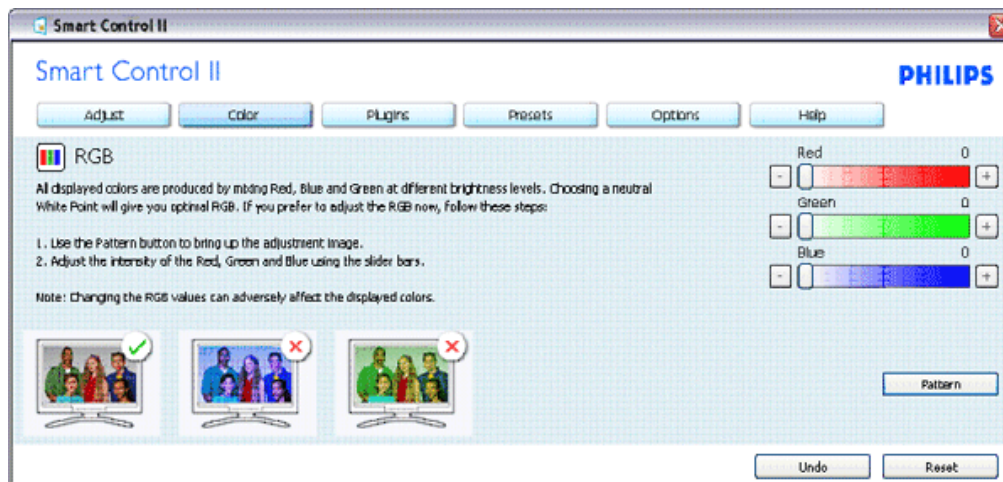 Smart Control II
Smart Control II
PHILIPS
Adjust Color Plugins Presets Options Help
RGB
All displayed colors are produced by mixing Red, Blue and Green at different brightness levels. Choosing a neutral
White Point will give you optimal RGB. If you prefer to adjust the RGB now, follow these steps:
1. Use the Pattern button to bring up the adjustment image.
2. Adjust the intensity of the Red, Green and Blue using the slider bars.
Note: Changing the RGB values can adversely affect the displayed colors.
Red 0
- +
Green 0
- +
Blue 0
- +
Pattern
Undo Reset